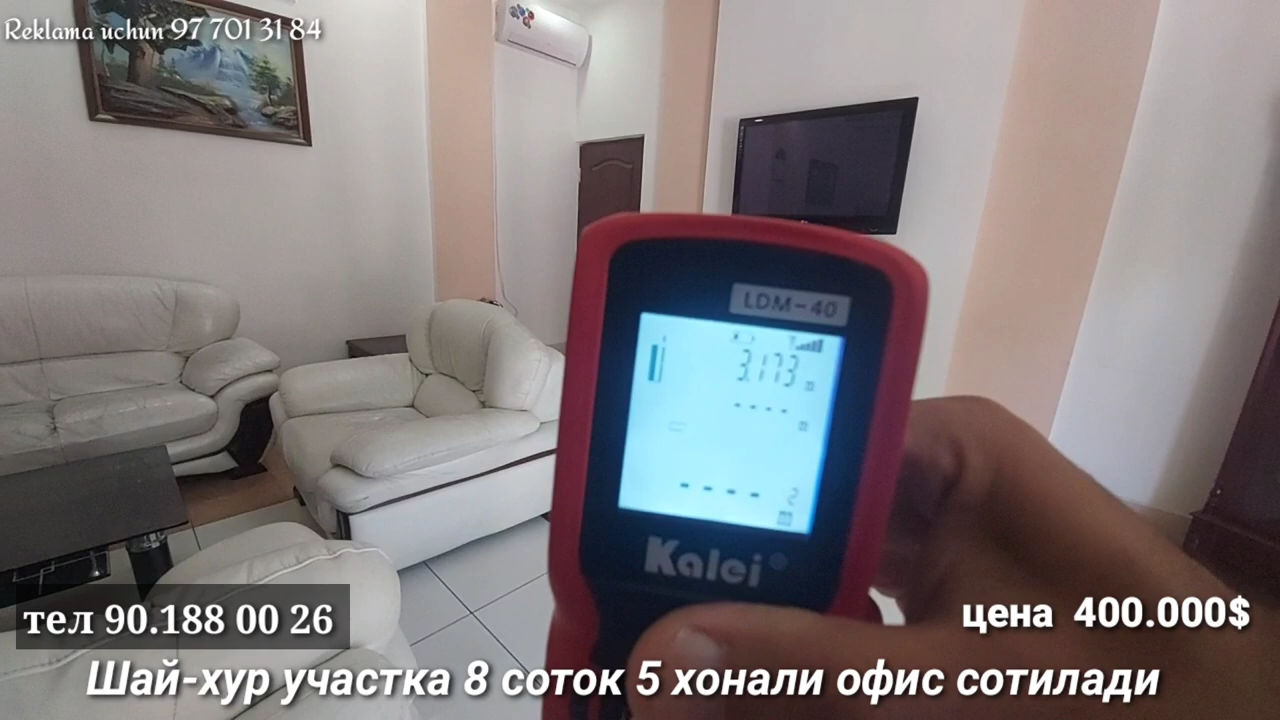 Reklama uchun 97 701 31 84
LDM-40
3.173 m
Kalei
тел 90.188 00 26
цена 400.000$
Шай-хур участка 8 соток 5 хонали офис сотилади